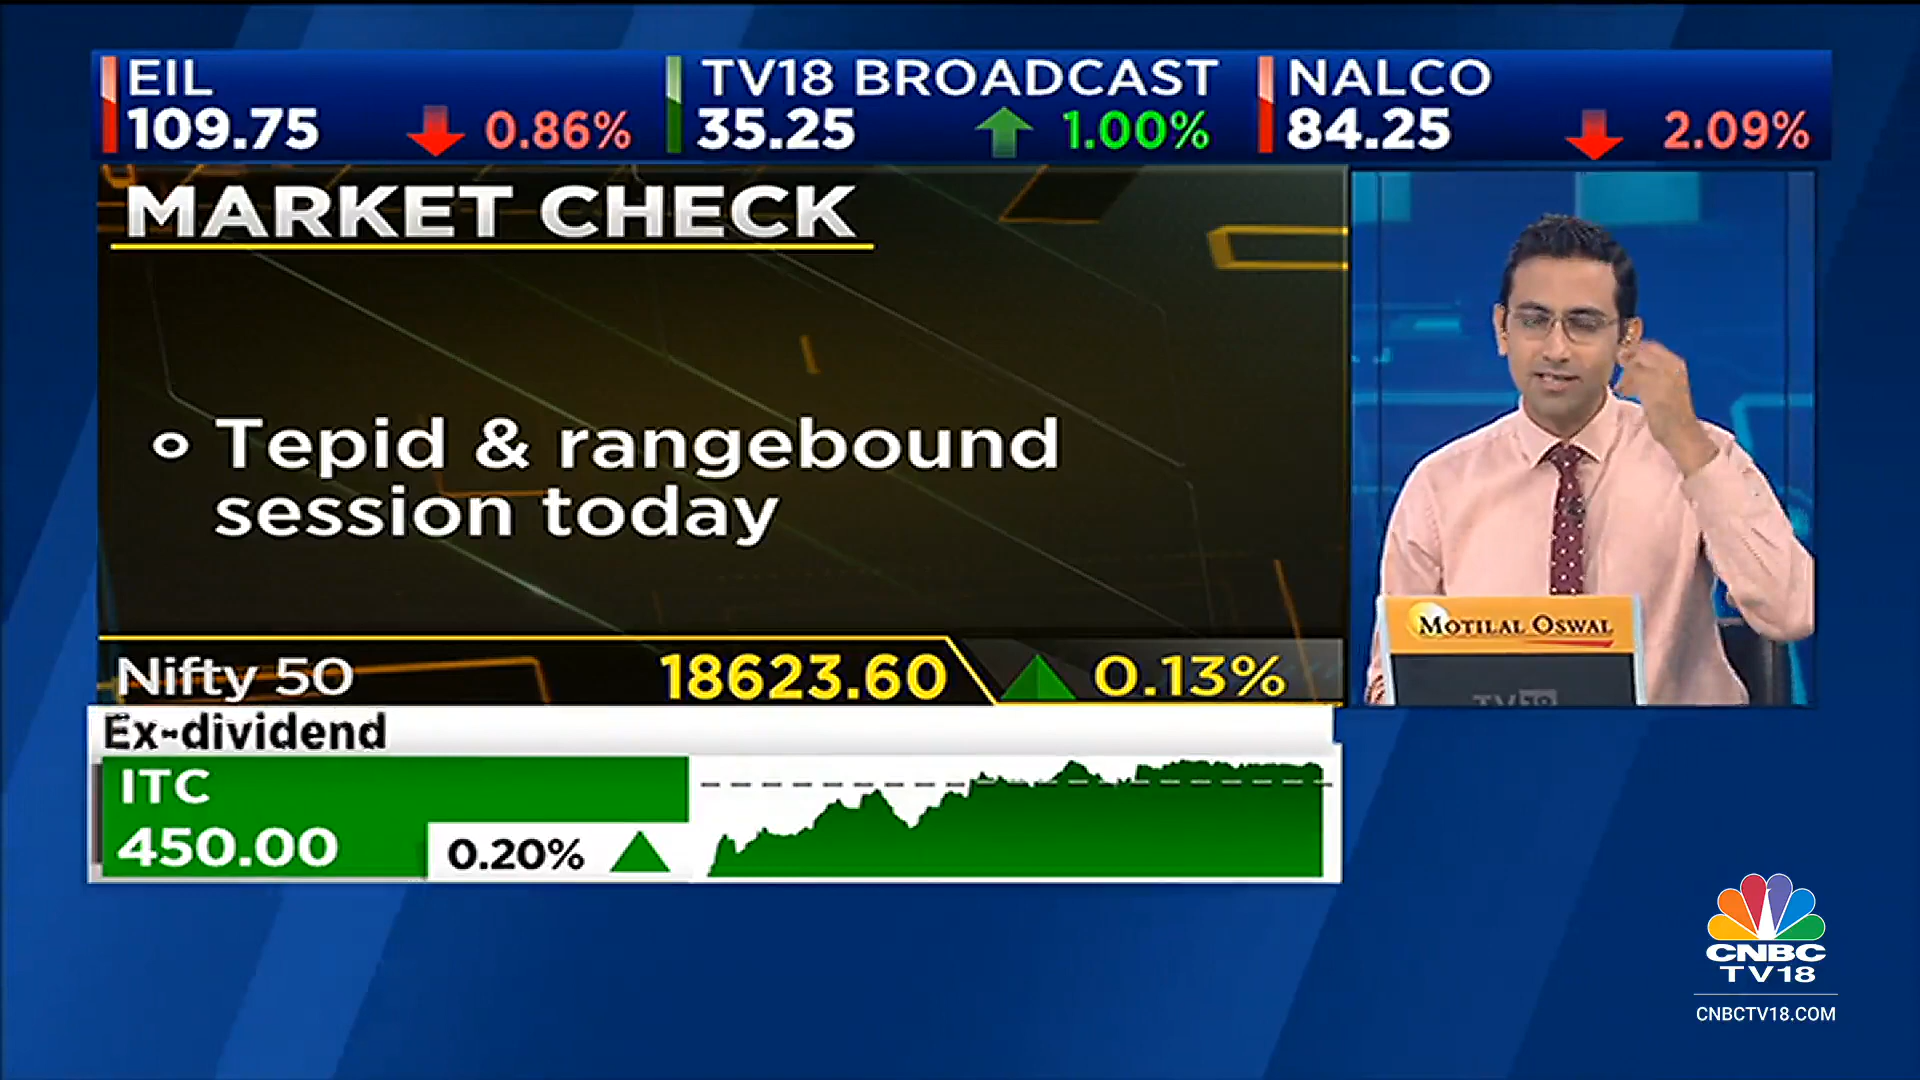 EIL
109.75 0.86%
TV18 BROADCAST
35.25 1.00%
NALCO
84.25 2.09%
MARKET CHECK
Tepid & rangebound
session today
Nifty 50 18623.60 0.13%
Ex-dividend
ITC
450.00 0.20%
MOTILAL OSWAL
TV18
CNBC
TV18
CNBCTV18.COM